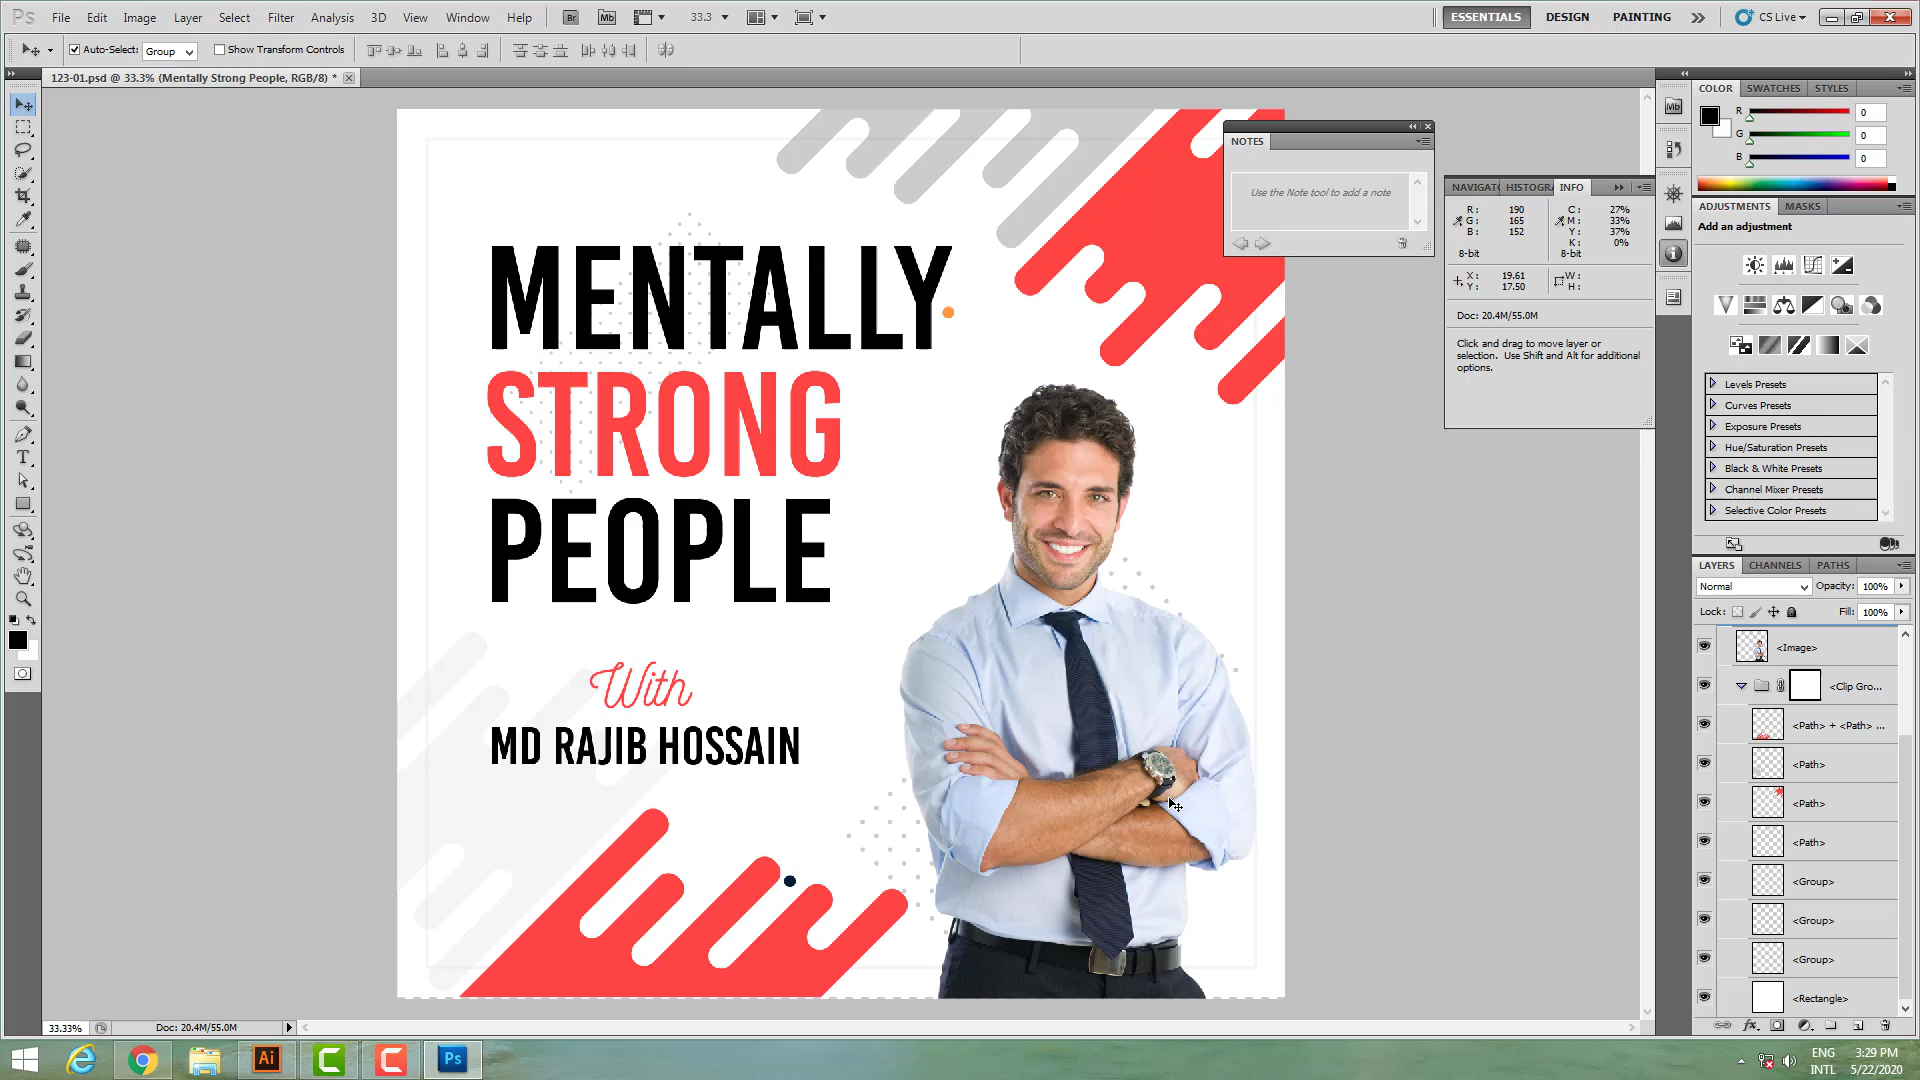 Ps File Edit Image Layer Select Filter Analysis 3D View Window Help Br Mb 33.3 ESSENTIALS DESIGN PAINTING CS Live
Auto-Select: Group Show Transform Controls
123-01.psd @ 33.3% (Mentally Strong People, RGB/8) *
MENTALLY
STRONG
PEOPLE
With
MD RAJIB HOSSAIN
NOTES
Use the Note tool to add a note
NAVIGAT HISTOGRA INFO
R: 190 C: 27%
G: 165 M: 33%
B: 152 Y: 37%
K: 0%
8-bit 8-bit
X: 19.61 W:
Y: 17.50 H:
Doc: 20.4M/55.0M
Click and drag to move layer or
selection. Use Shift and Alt for additional
options.
Mb
COLOR SWATCHES STYLES
R 0
G 0
B 0
ADJUSTMENTS MASKS
Add an adjustment
Levels Presets
Curves Presets
Exposure Presets
Hue/Saturation Presets
Black & White Presets
Channel Mixer Presets
Selective Color Presets
LAYERS CHANNELS PATHS
Normal Opacity: 100%
Lock: Fill: 100%
<Image>
<Clip Gro...
<Path> + <Path> ...
<Path>
<Path>
<Path>
<Group>
<Group>
<Group>
<Rectangle>
33.33% Doc: 20.4M/55.0M
Ai C C Ps
ENG 3:29 PM
INTL 5/22/2020